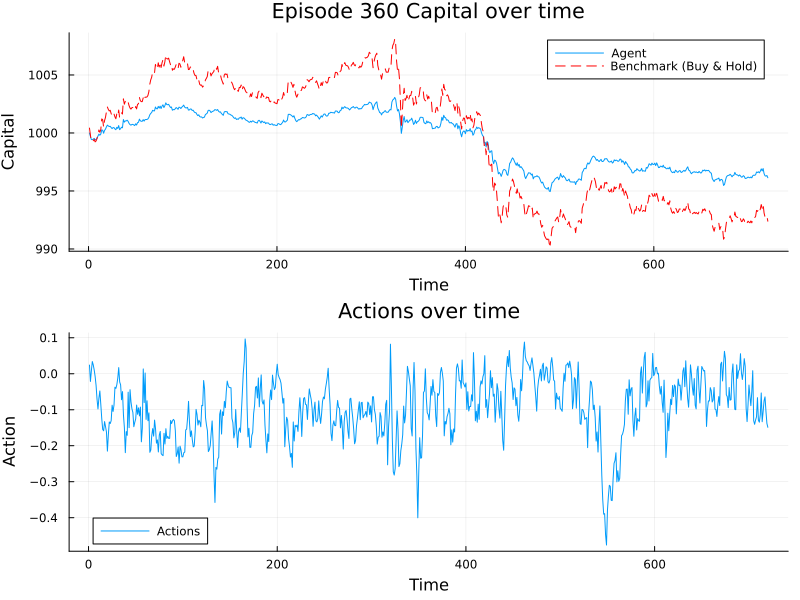 Episode 360 Capital over time
Capital
1005
1000
995
990
Agent
Benchmark (Buy & Hold)
0
200
400
600
Time
Actions over time
Action
0.1
0.0
−0.1
−0.2
−0.3
−0.4
Actions
0
200
400
600
Time